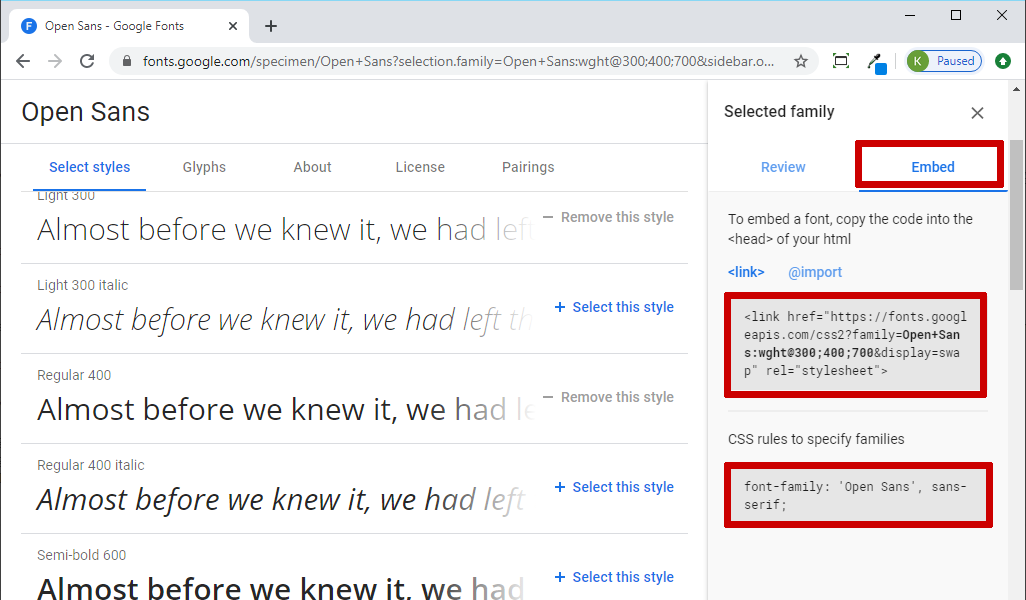 Open Sans - Google Fonts
fonts.google.com/specimen/Open+Sans?selection.family=Open+Sans:wght@300;400;700&sidebar.o...
K Paused
Open Sans
Select styles Glyphs About License Pairings
Light 300
Almost before we knew it, we had left
Remove this style
Light 300 italic
Almost before we knew it, we had left th
+ Select this style
Regular 400
Almost before we knew it, we had le
Remove this style
Regular 400 italic
Almost before we knew it, we had left
+ Select this style
Semi-bold 600
Almost before we knew it, we had
+ Select this style
Selected family
Review Embed
To embed a font, copy the code into the
<head> of your html
<link> @import
<link href="https://fonts.googl
eapis.com/css2?family=Open+San
s:wght@300;400;700&display=swa
p" rel="stylesheet">
CSS rules to specify families
font-family: 'Open Sans', sans-
serif;